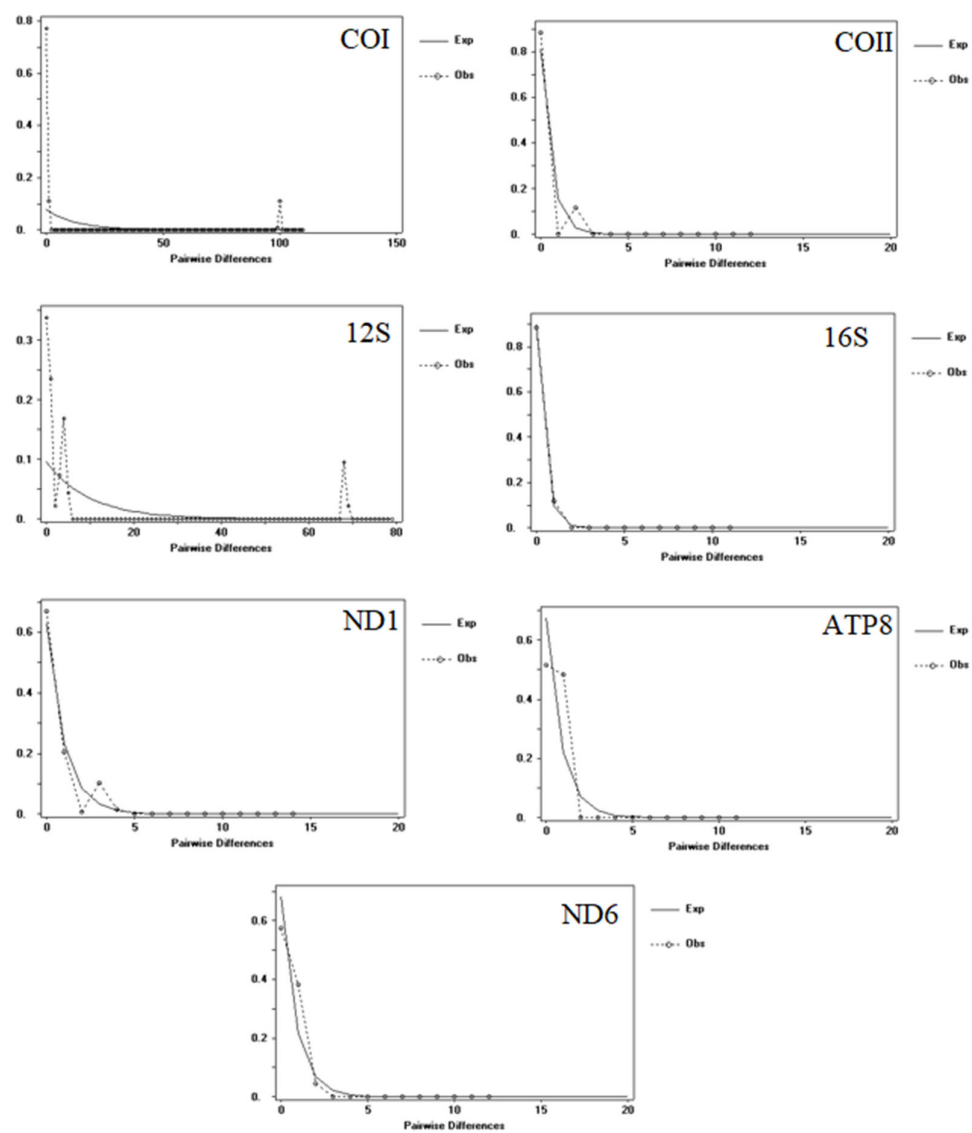 COI
0.8
0.6
0.4
0.2
0.
0
50
100
150
Pairwise Differences
Exp
Obs
COII
0.8
0.6
0.4
0.2
0.
0
5
10
15
20
Pairwise Differences
Exp
Obs
12S
0.3
0.2
0.1
0.
0
20
40
60
80
Pairwise Differences
Exp
Obs
16S
0.8
0.6
0.4
0.2
0.
0
5
10
15
20
Pairwise Differences
Exp
Obs
ND1
0.6
0.4
0.2
0.
0
5
10
15
20
Pairwise Differences
Exp
Obs
ATP8
0.6
0.4
0.2
0.
0
5
10
15
20
Pairwise Differences
Exp
Obs
ND6
0.6
0.4
0.2
0.
0
5
10
15
20
Pairwise Differences
Exp
Obs